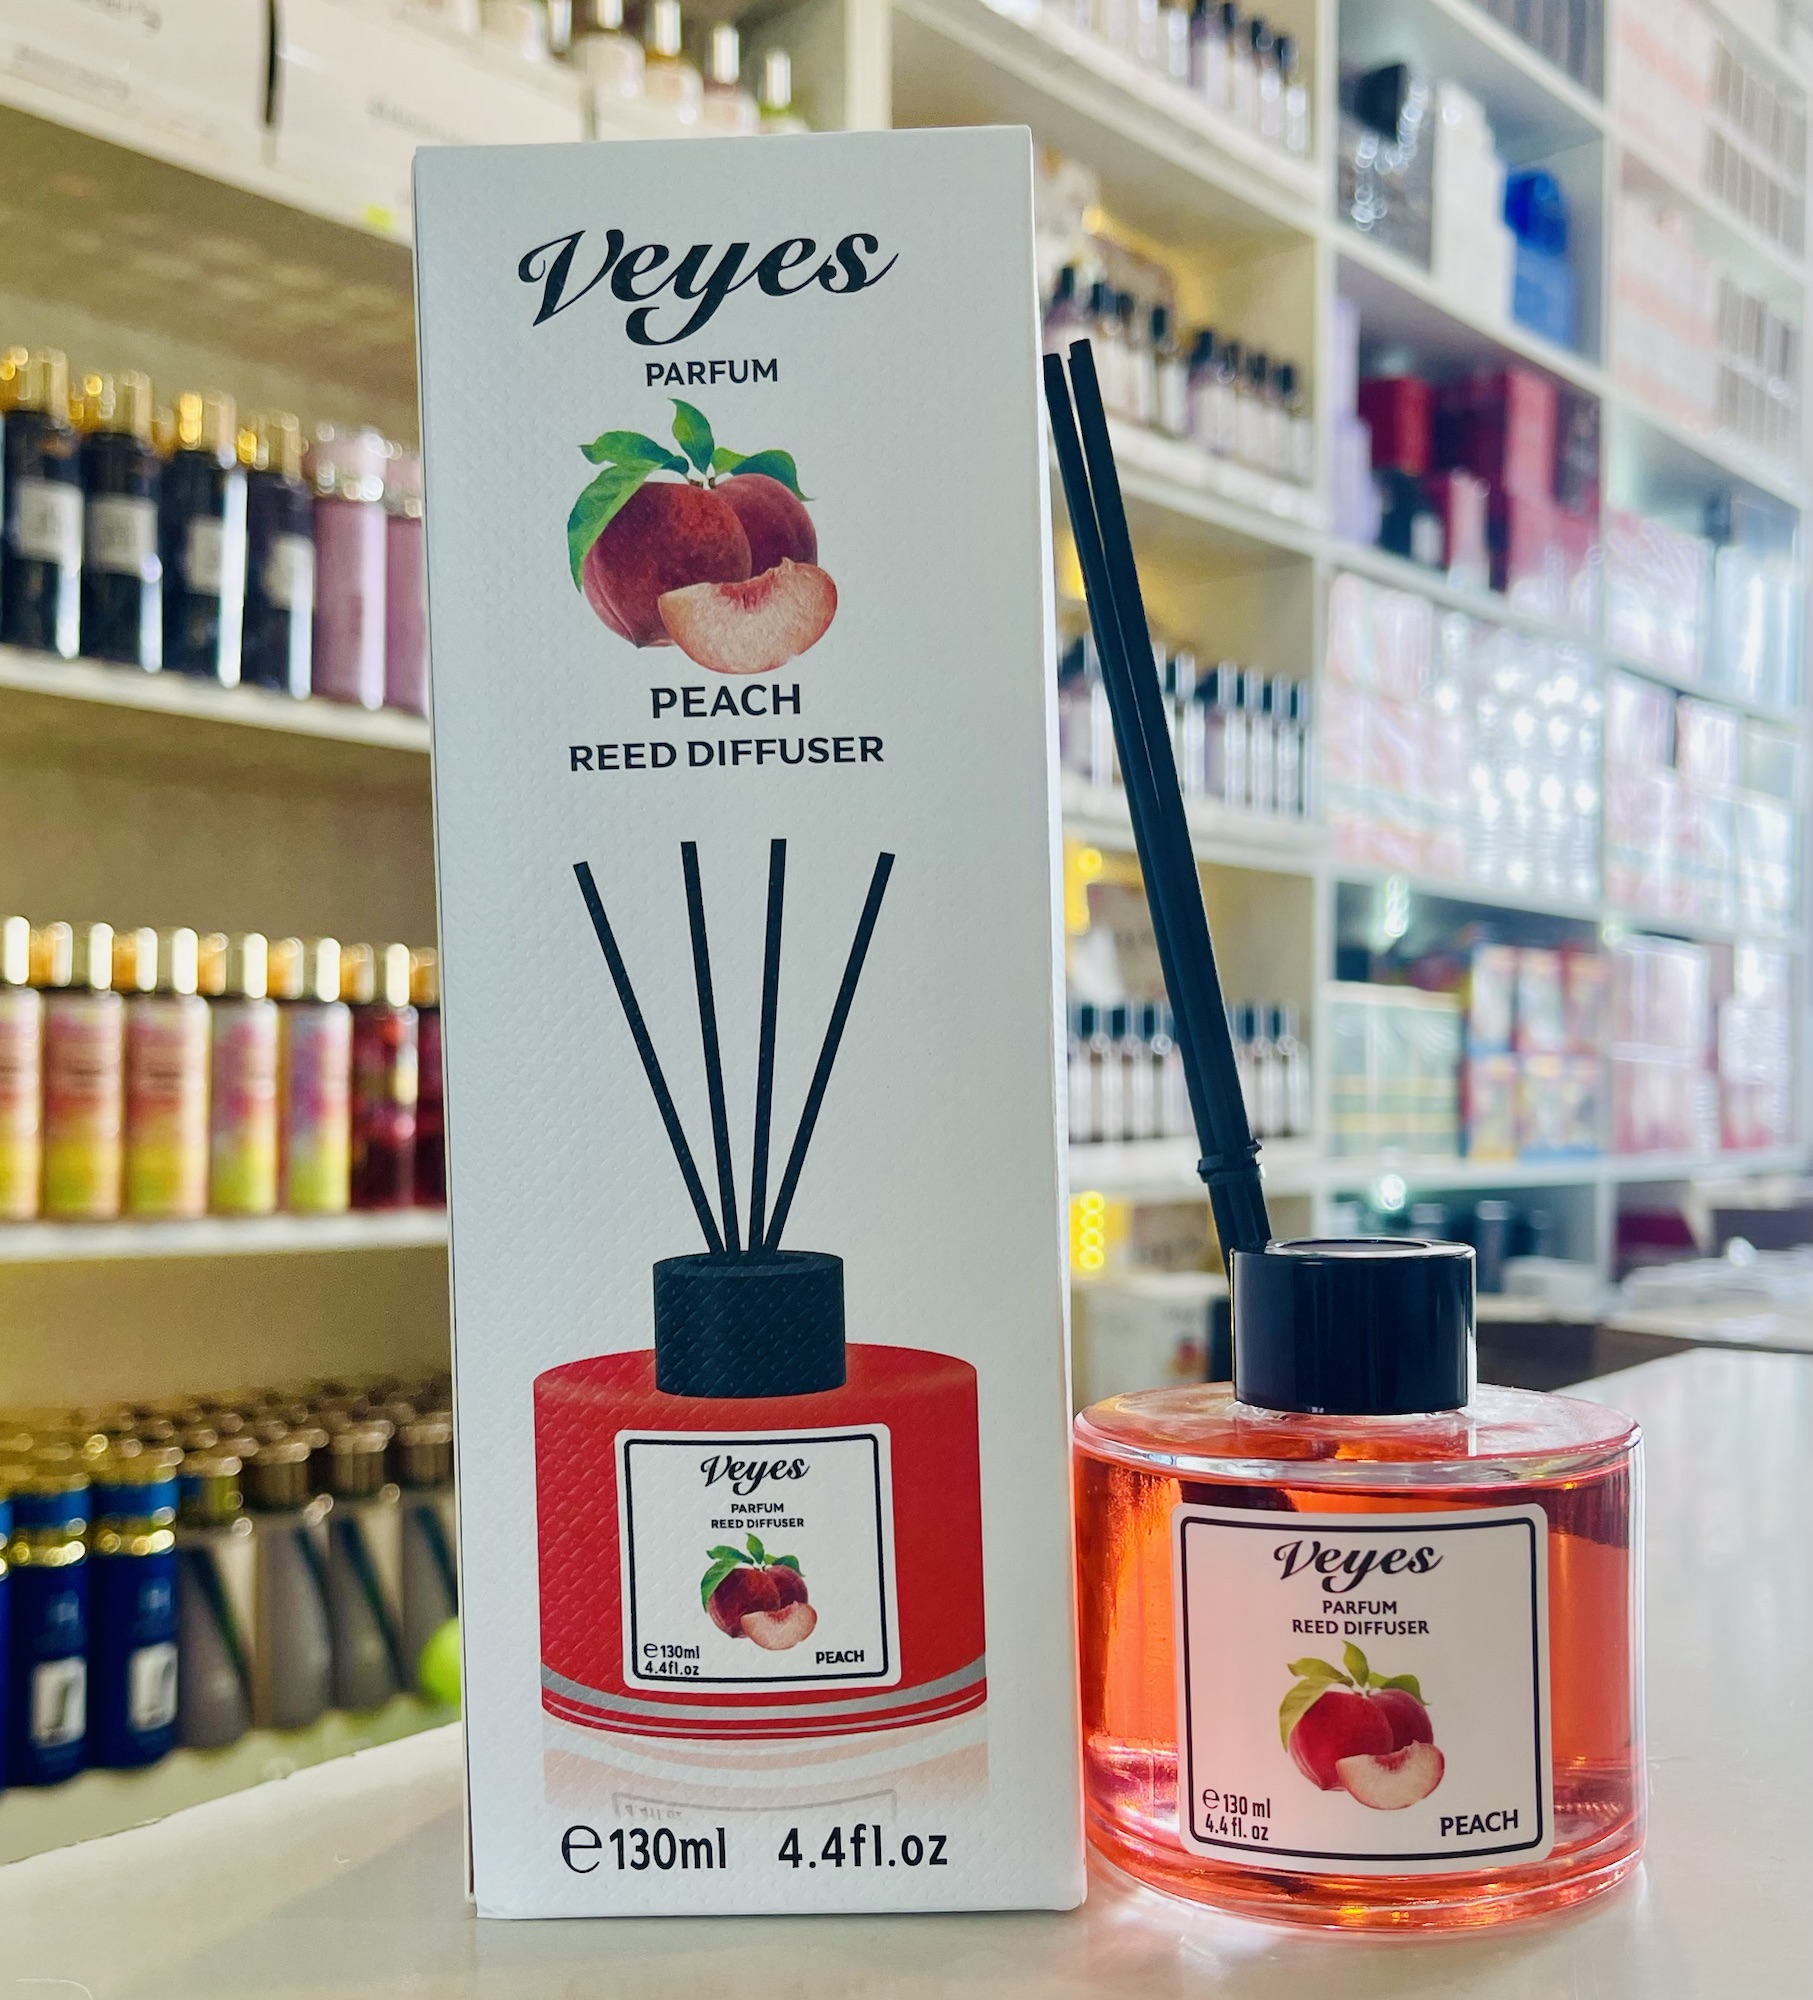 Veyes
PARFUM
PEACH
REED DIFFUSER
Veyes
PARFUM
REED DIFFUSER
℮130ml
4.4fl.oz
PEACH
℮130ml 4.4fl.oz
Veyes
PARFUM
REED DIFFUSER
℮130 ml
4.4 fl. oz
PEACH